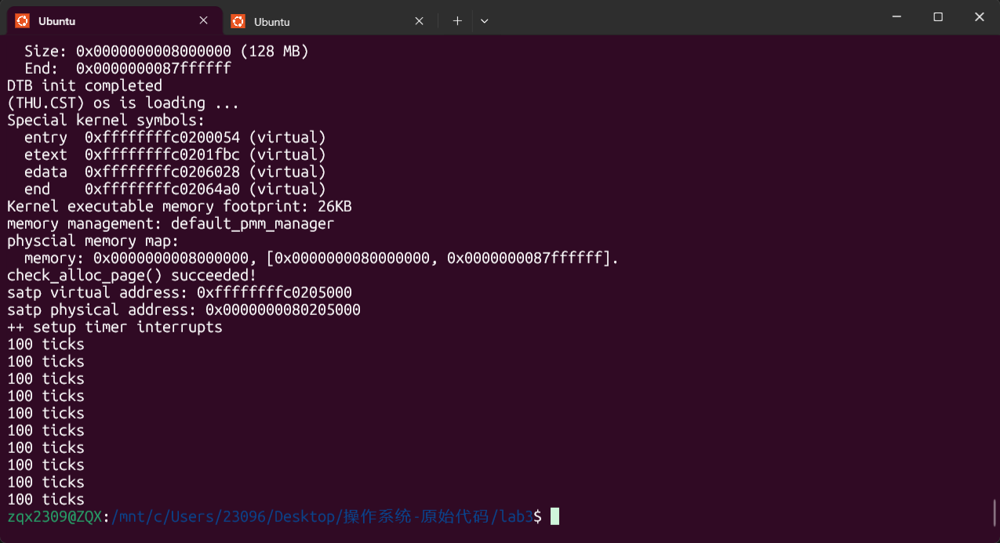 Ubuntu
Ubuntu
Size: 0x0000000008000000 (128 MB)
End:  0x0000000087ffffff
DTB init completed
(THU.CST) os is loading ...
Special kernel symbols:
entry  0xffffffffc0200054 (virtual)
etext  0xffffffffc0201fbc (virtual)
edata  0xffffffffc0206028 (virtual)
end    0xffffffffc02064a0 (virtual)
Kernel executable memory footprint: 26KB
memory management: default_pmm_manager
physcial memory map:
memory: 0x0000000008000000, [0x0000000080000000, 0x0000000087ffffff].
check_alloc_page() succeeded!
satp virtual address: 0xffffffffc0205000
satp physical address: 0x0000000080205000
++ setup timer interrupts
100 ticks
100 ticks
100 ticks
100 ticks
100 ticks
100 ticks
100 ticks
100 ticks
100 ticks
100 ticks
zqx2309@ZQX:/mnt/c/Users/23096/Desktop/操作系统-原始代码/lab3$